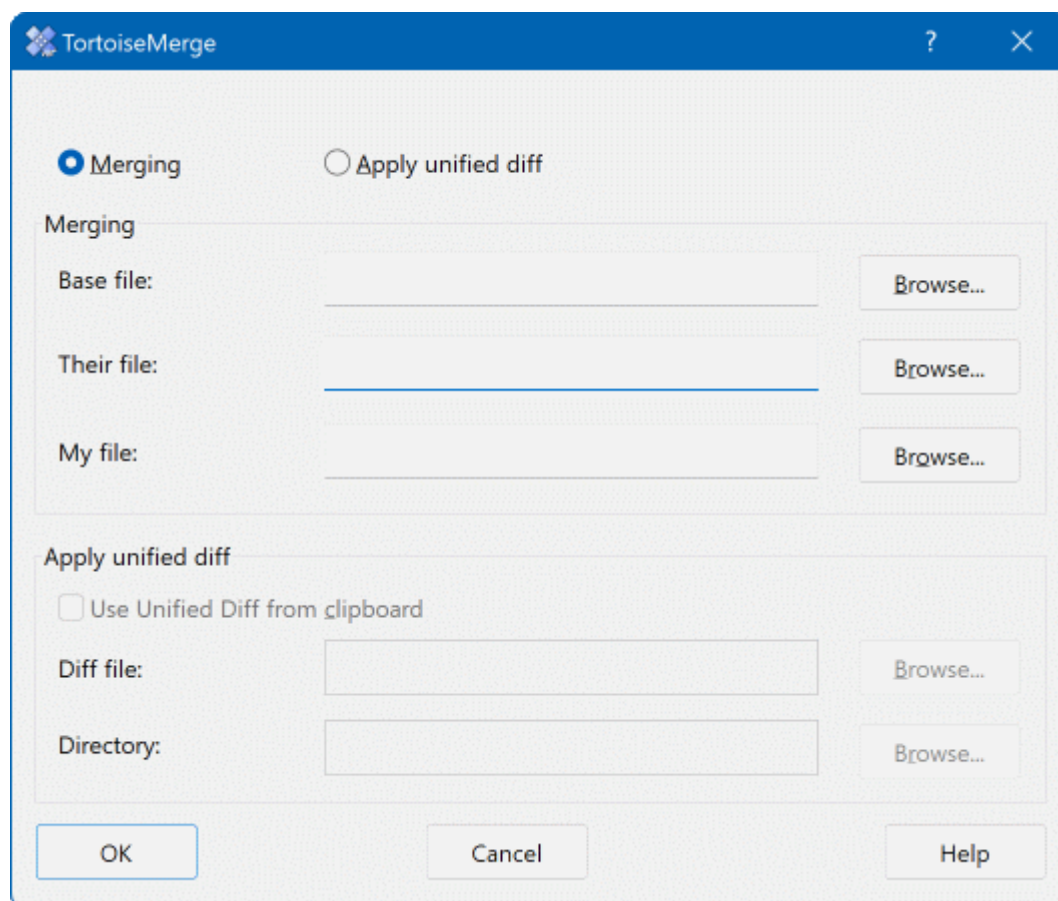 TortoiseMerge ?
Merging Apply unified diff
Merging
Base file: Browse...
Their file: Browse...
My file: Browse...
Apply unified diff
Use Unified Diff from clipboard
Diff file: Browse...
Directory: Browse...
OK Cancel Help